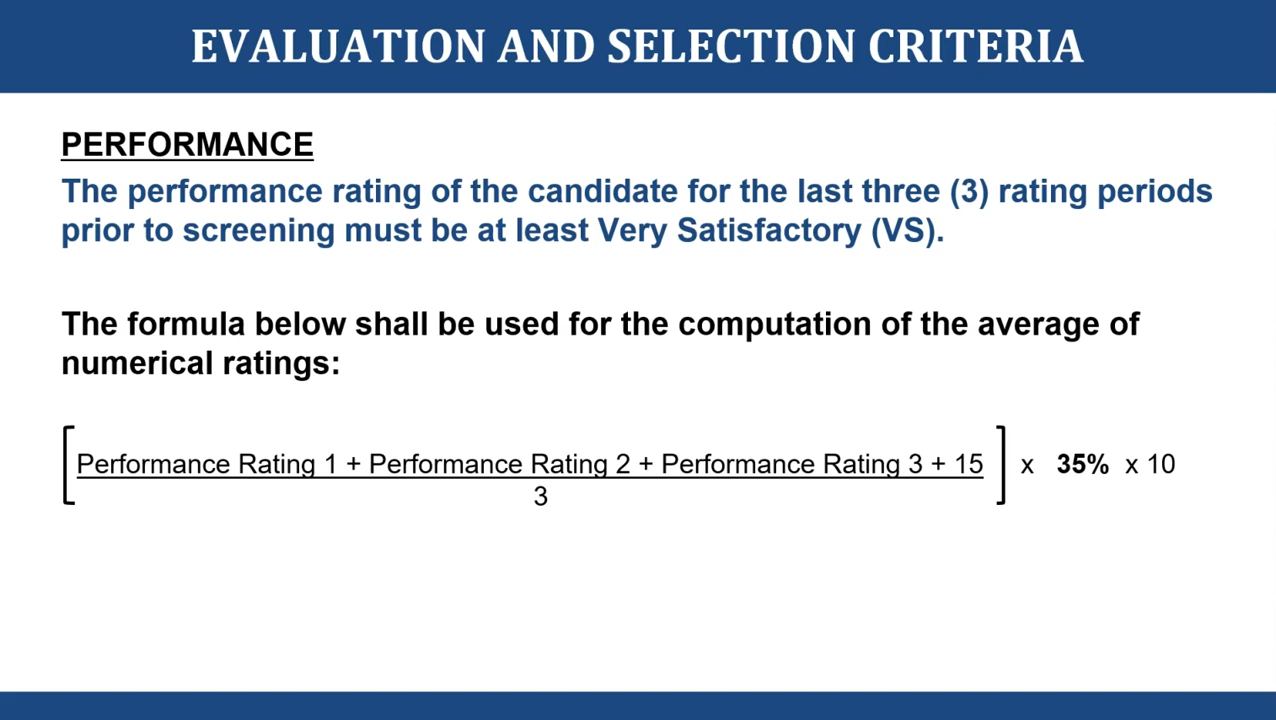 EVALUATION AND SELECTION CRITERIA
PERFORMANCE
The performance rating of the candidate for the last three (3) rating periods
prior to screening must be at least Very Satisfactory (VS).
The formula below shall be used for the computation of the average of
numerical ratings:
[Performance Rating 1 + Performance Rating 2 + Performance Rating 3 + 15] x 35% x 10
3